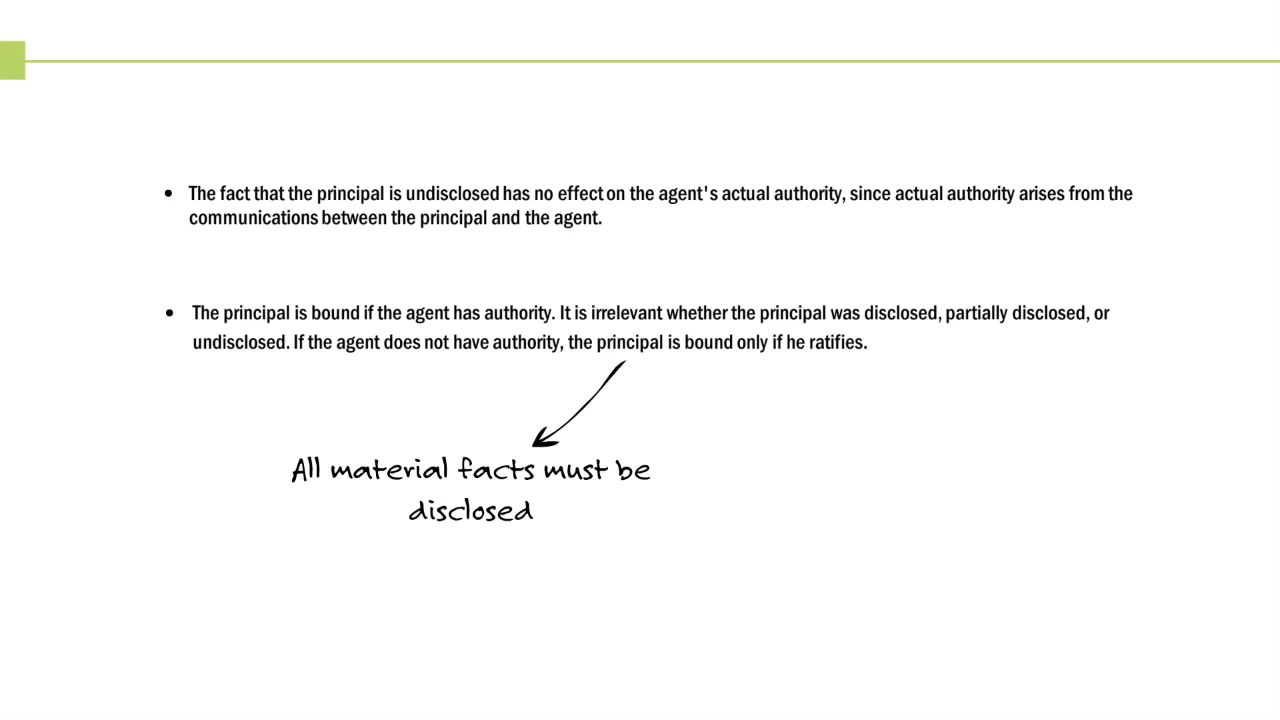 • The fact that the principal is undisclosed has no effect on the agent's actual authority, since actual authority arises from the
communications between the principal and the agent.
• The principal is bound if the agent has authority. It is irrelevant whether the principal was disclosed, partially disclosed, or
undisclosed. If the agent does not have authority, the principal is bound only if he ratifies.
All material facts must be
disclosed